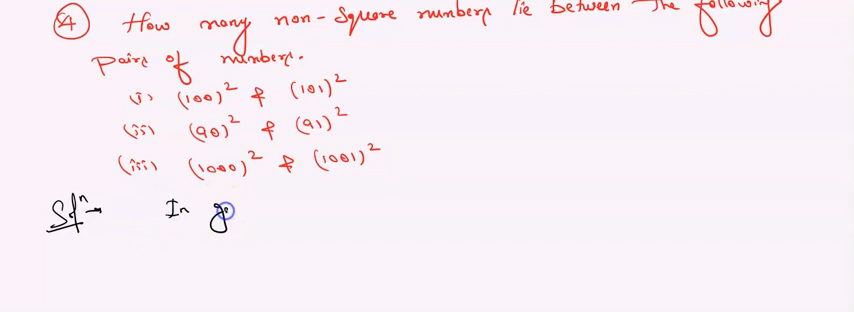 ④ How many non-square numbers lie between the following
pairs of numbers.
(i) (100)² & (101)²
(ii) (90)² & (91)²
(iii) (1000)² & (1001)²
Solⁿ→ In g